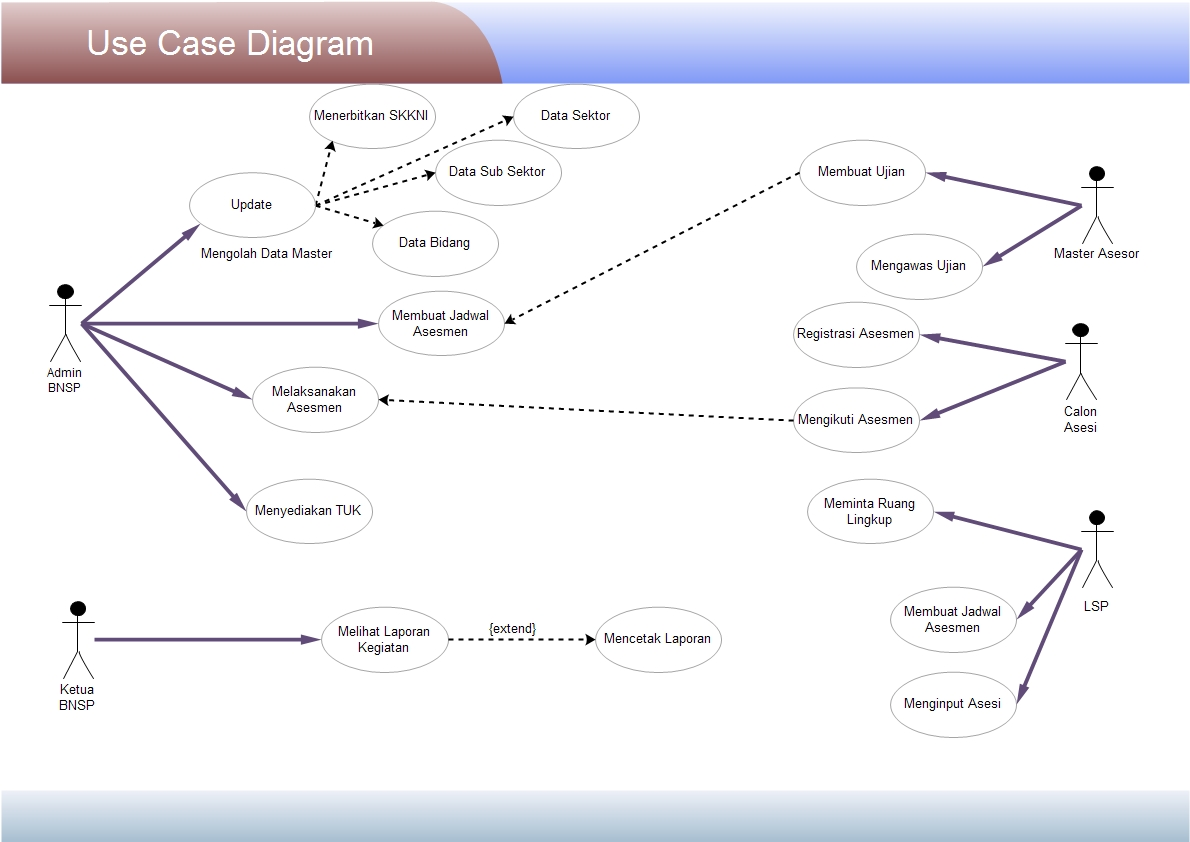 Use Case Diagram
Menerbitkan SKKNI
Data Sektor
Data Sub Sektor
Update
Data Bidang
Mengolah Data Master
Membuat Ujian
Master Asesor
Mengawas Ujian
Admin
BNSP
Membuat Jadwal
Asesmen
Registrasi Asesmen
Melaksanakan
Asesmen
Mengikuti Asesmen
Calon
Asesi
Menyediakan TUK
Meminta Ruang
Lingkup
LSP
Membuat Jadwal
Asesmen
Ketua
BNSP
Melihat Laporan
Kegiatan
{extend}
Mencetak Laporan
Menginput Asesi